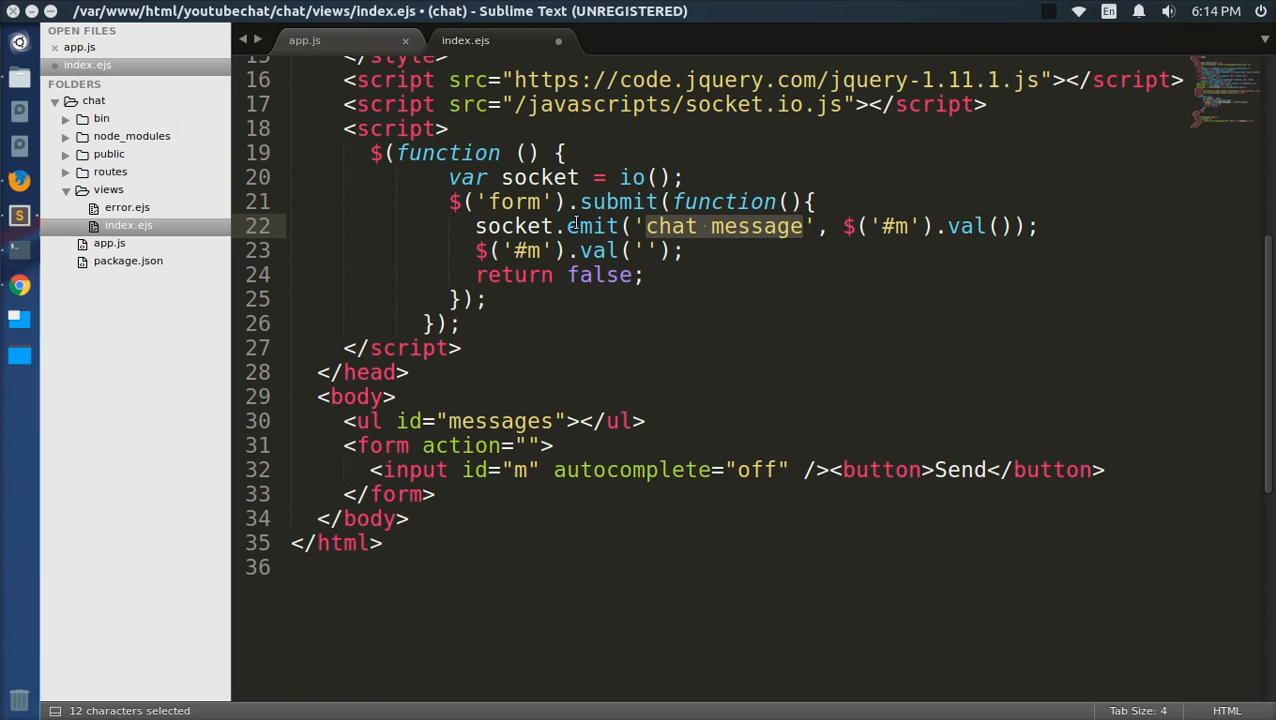 /var/www/html/youtubechat/chat/views/index.ejs • (chat) - Sublime Text (UNREGISTERED)
En
6:14 PM
OPEN FILES
app.js
index.ejs
FOLDERS
chat
bin
node_modules
public
routes
views
error.ejs
index.ejs
app.js
package.json
app.js
index.ejs
15 </style>
16 <script src="https://code.jquery.com/jquery-1.11.1.js"></script>
17 <script src="/javascripts/socket.io.js"></script>
18 <script>
19 $(function () {
20 var socket = io();
21 $('form').submit(function(){
22 socket.emit('chat message', $('#m').val());
23 $('#m').val('');
24 return false;
25 });
26 });
27 </script>
28 </head>
29 <body>
30 <ul id="messages"></ul>
31 <form action="">
32 <input id="m" autocomplete="off" /><button>Send</button>
33 </form>
34 </body>
35 </html>
36
12 characters selected
Tab Size: 4
HTML